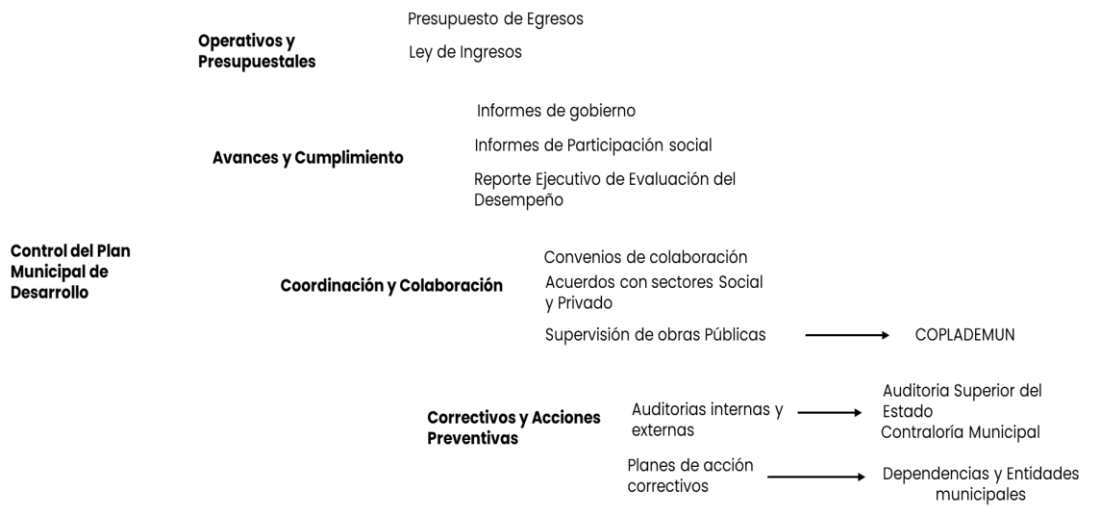 Presupuesto de Egresos
Operativos y
Presupuestales
Ley de Ingresos
Informes de gobierno
Informes de Participación social
Avances y Cumplimiento
Reporte Ejecutivo de Evaluación del
Desempeño
Control del Plan
Municipal de
Desarrollo
Convenios de colaboración
Coordinación y Colaboración
Acuerdos con sectores Social
y Privado
Supervisión de obras Públicas
COPLADEMUN
Correctivos y Acciones
Preventivas
Auditorias internas y
externas
Auditoria Superior del
Estado
Contraloría Municipal
Planes de acción
correctivos
Dependencias y Entidades
municipales